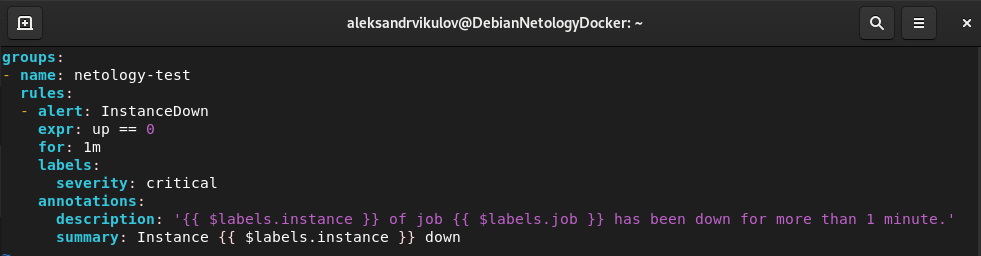 aleksandrvikulov@DebianNetologyDocker: ~
groups:
- name: netology-test
  rules:
  - alert: InstanceDown
    expr: up == 0
    for: 1m
    labels:
      severity: critical
    annotations:
      description: '{{ $labels.instance }} of job {{ $labels.job }} has been down for more than 1 minute.'
      summary: Instance {{ $labels.instance }} down
~